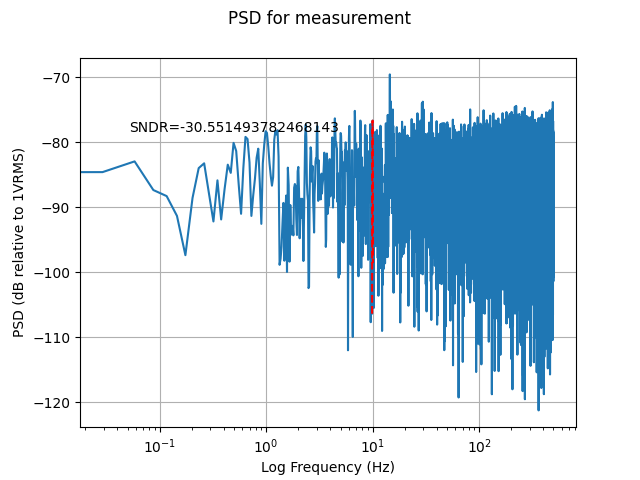 PSD for measurement
−70
−80
−90
−100
−110
−120
PSD (dB relative to 1VRMS)
SNDR=-30.551493782468143
10⁻¹ 10⁰ 10¹ 10²
Log Frequency (Hz)